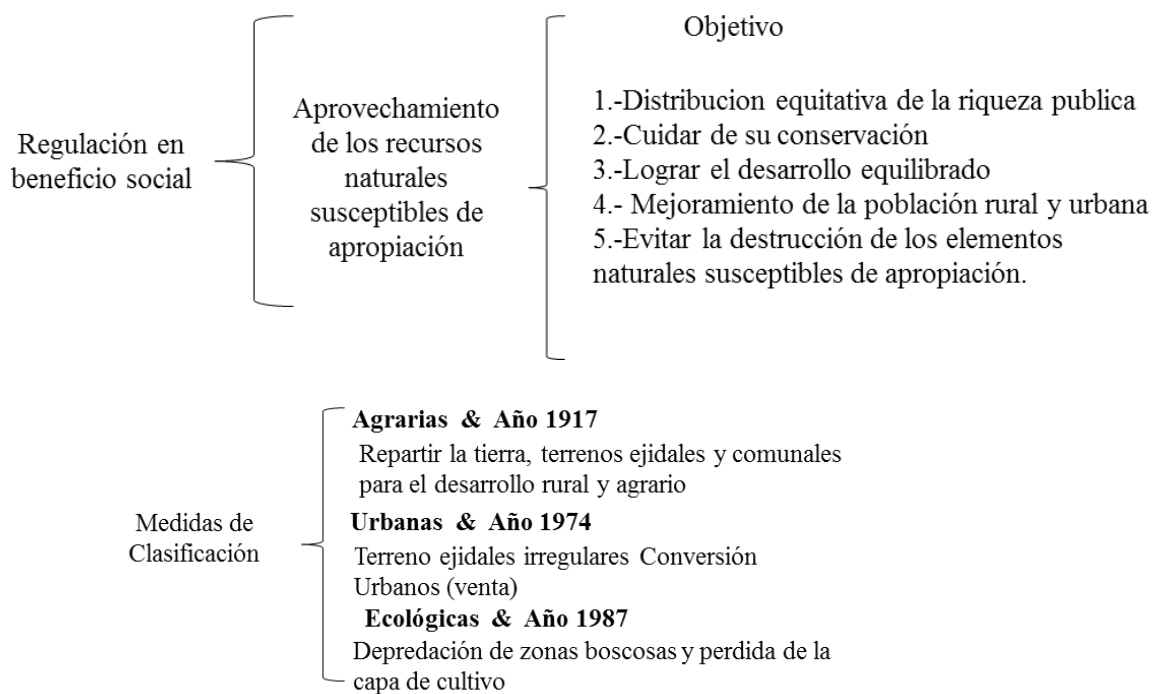 Regulación en
beneficio social
Aprovechamiento
de los recursos
naturales
susceptibles de
apropiación
Objetivo
1.-Distribucion equitativa de la riqueza publica
2.-Cuidar de su conservación
3.-Lograr el desarrollo equilibrado
4.- Mejoramiento de la población rural y urbana
5.-Evitar la destrucción de los elementos
naturales susceptibles de apropiación.
Medidas de
Clasificación
Agrarias & Año 1917
Repartir la tierra, terrenos ejidales y comunales
para el desarrollo rural y agrario
Urbanas & Año 1974
Terreno ejidales irregulares Conversión
Urbanos (venta)
Ecológicas & Año 1987
Depredación de zonas boscosas y perdida de la
capa de cultivo